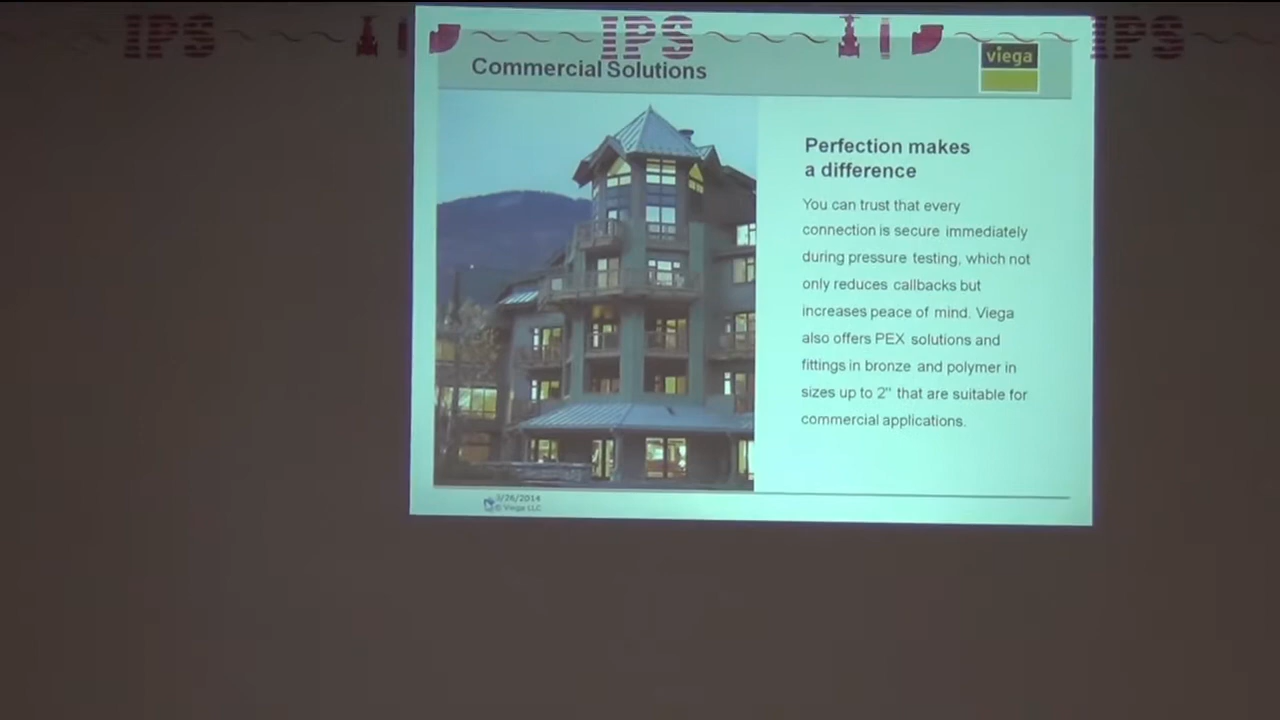 IPS IPS IPS
Commercial Solutions
viega
Perfection makes
a difference
You can trust that every
connection is secure immediately
during pressure testing, which not
only reduces callbacks but
increases peace of mind. Viega
also offers PEX solutions and
fittings in bronze and polymer in
sizes up to 2" that are suitable for
commercial applications.
3/26/2014
© Viega LLC